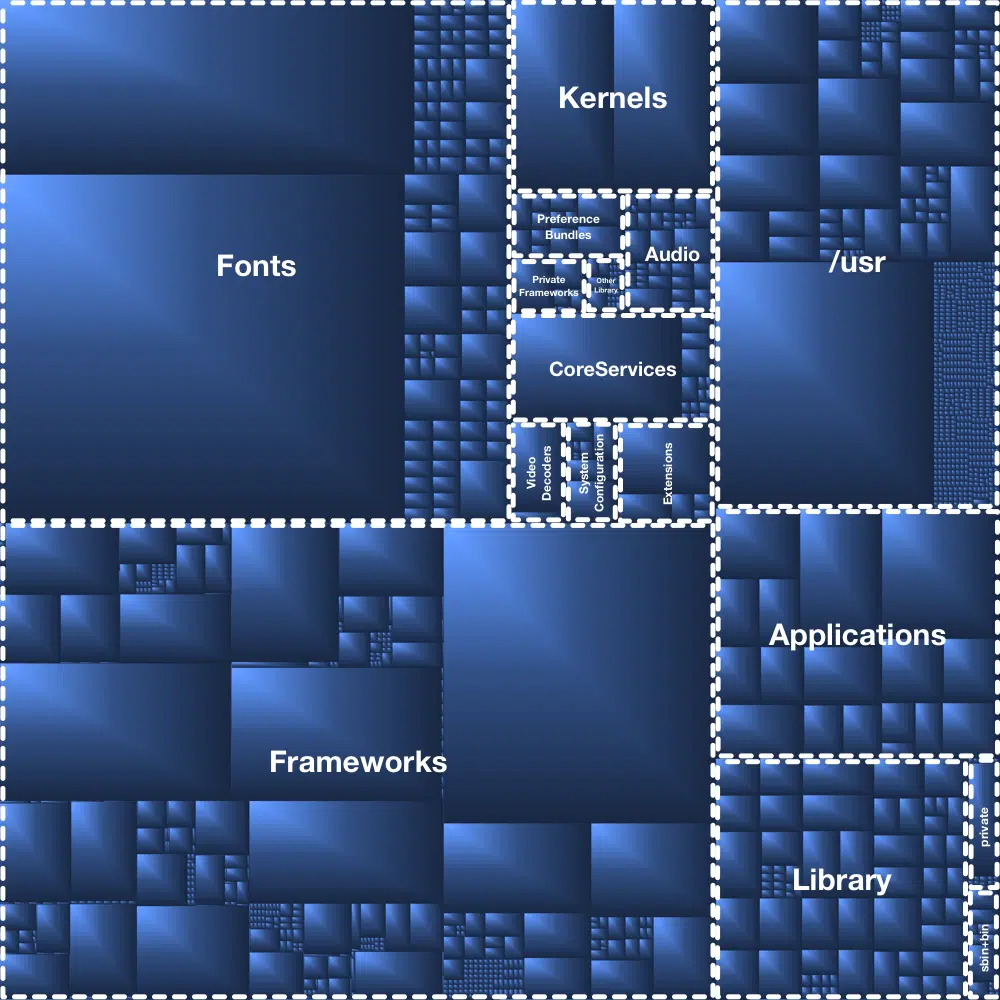 Kernels
Fonts
Preference
Bundles
Audio
/usr
Private
Frameworks
Other
Library
CoreServices
Video
Decoders
System
Configuration
Extensions
Applications
Frameworks
private
Library
sbin+bin